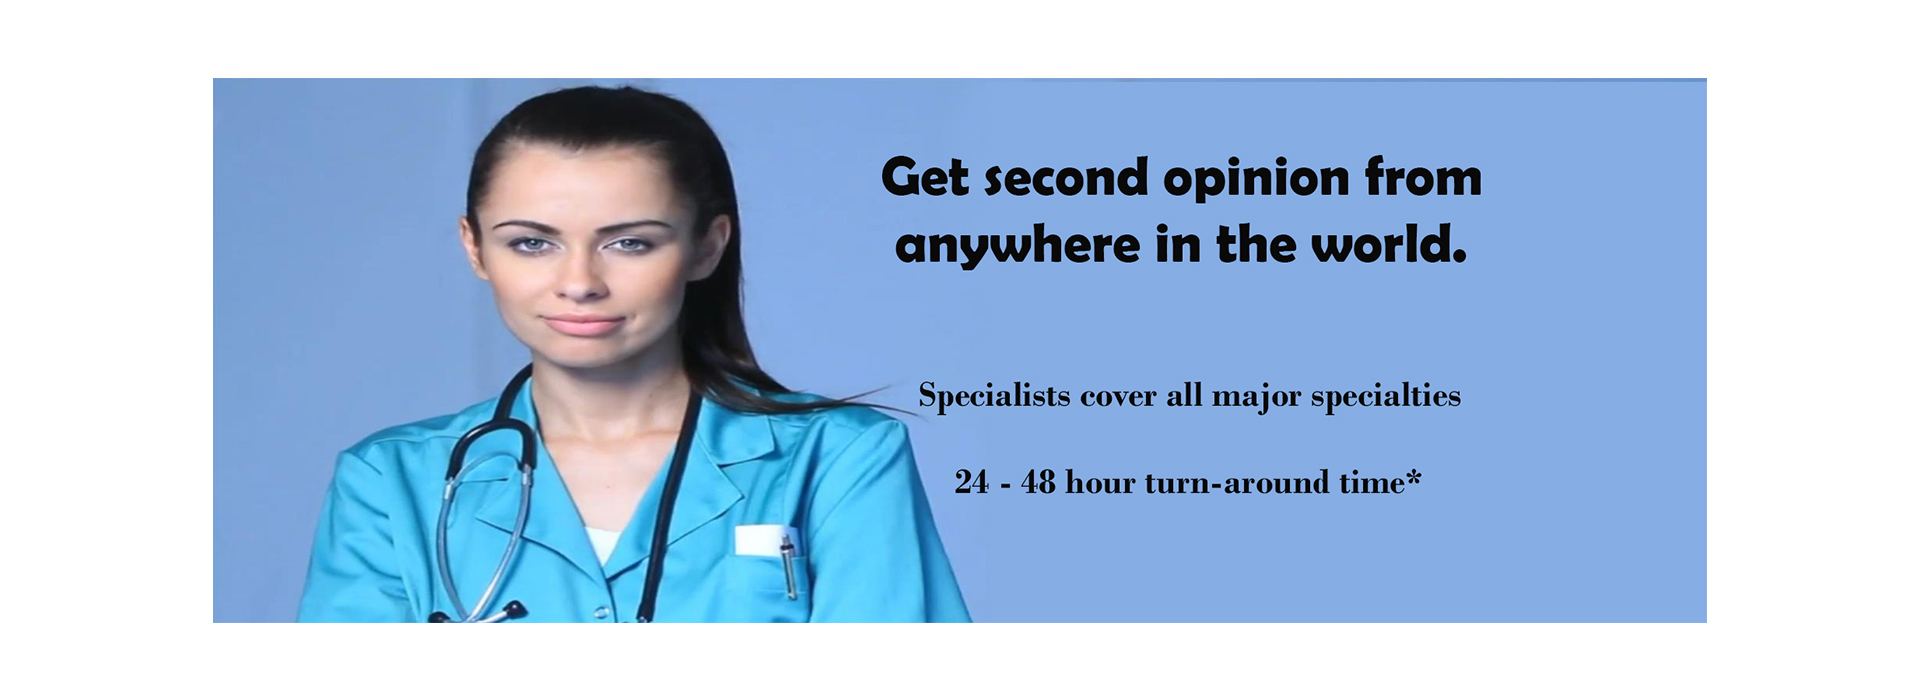 Get second opinion from
anywhere in the world.
Specialists cover all major specialties
24 - 48 hour turn-around time*